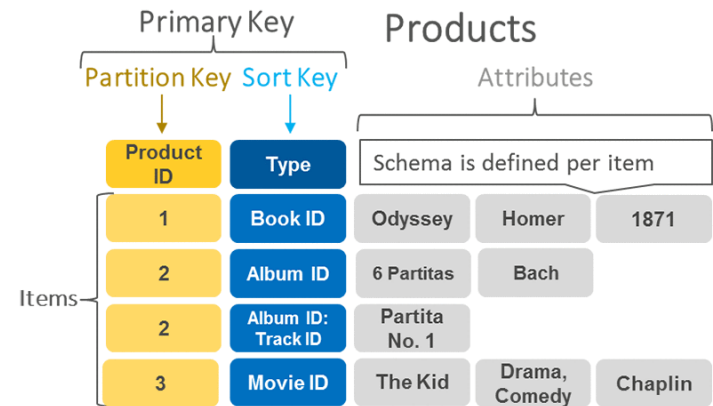 Primary Key
Products
Partition Key
Sort Key
Attributes
Product
ID
Type
Schema is defined per item
Items
1
Book ID
Odyssey
Homer
1871
2
Album ID
6 Partitas
Bach
2
Album ID:
Track ID
Partita
No. 1
3
Movie ID
The Kid
Drama,
Comedy
Chaplin